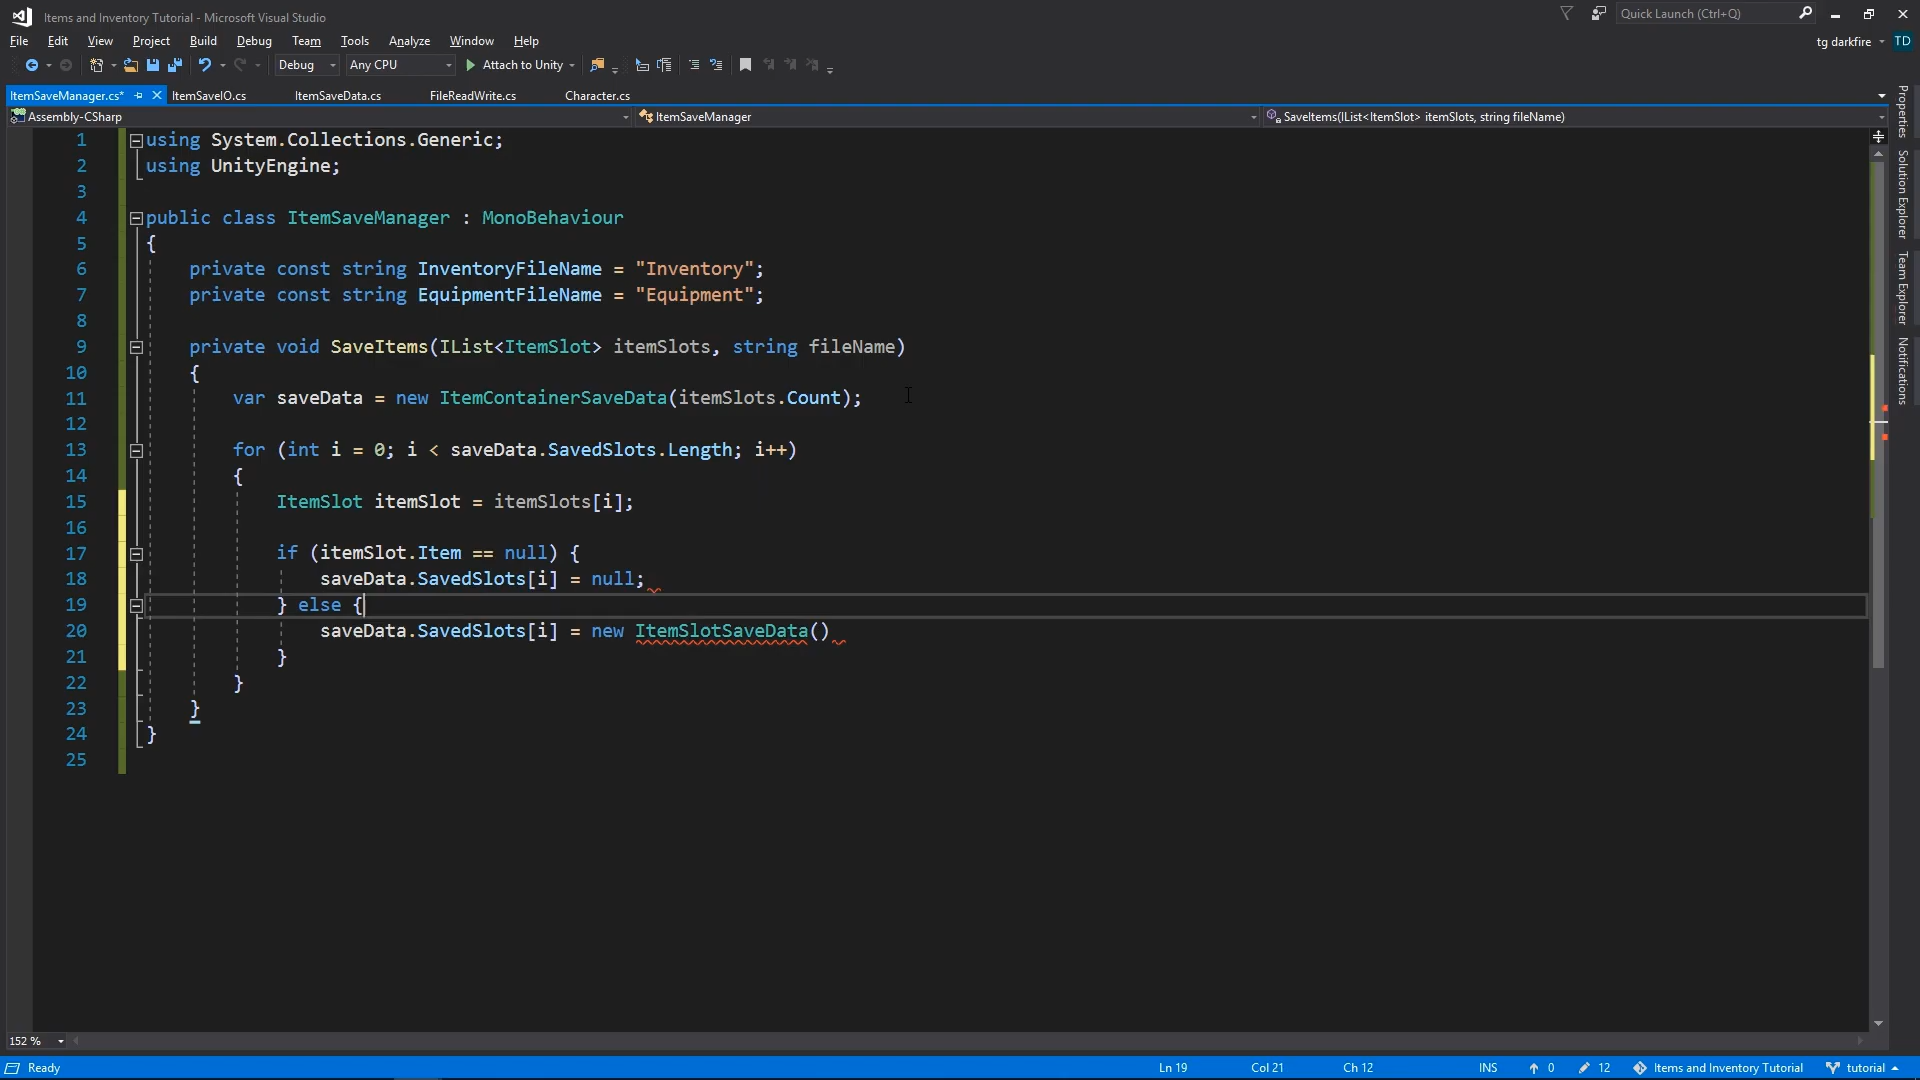 Items and Inventory Tutorial - Microsoft Visual Studio
Quick Launch (Ctrl+Q)
File Edit View Project Build Debug Team Tools Analyze Window Help
tg darkfire TD
Debug Any CPU Attach to Unity
ItemSaveManager.cs* ItemSaveIO.cs ItemSaveData.cs FileReadWrite.cs Character.cs
Assembly-CSharp ItemSaveManager SaveItems(IList<ItemSlot> itemSlots, string fileName)
1 using System.Collections.Generic;
2 using UnityEngine;
3
4 public class ItemSaveManager : MonoBehaviour
5 {
6 private const string InventoryFileName = "Inventory";
7 private const string EquipmentFileName = "Equipment";
8
9 private void SaveItems(IList<ItemSlot> itemSlots, string fileName)
10 {
11 var saveData = new ItemContainerSaveData(itemSlots.Count);
12
13 for (int i = 0; i < saveData.SavedSlots.Length; i++)
14 {
15 ItemSlot itemSlot = itemSlots[i];
16
17 if (itemSlot.Item == null) {
18 saveData.SavedSlots[i] = null;
19 } else {
20 saveData.SavedSlots[i] = new ItemSlotSaveData()
21 }
22 }
23 }
24 }
25
Properties
Solution Explorer
Team Explorer
Notifications
152 %
Ready Ln 19 Col 21 Ch 12 INS 0 12 Items and Inventory Tutorial tutorial